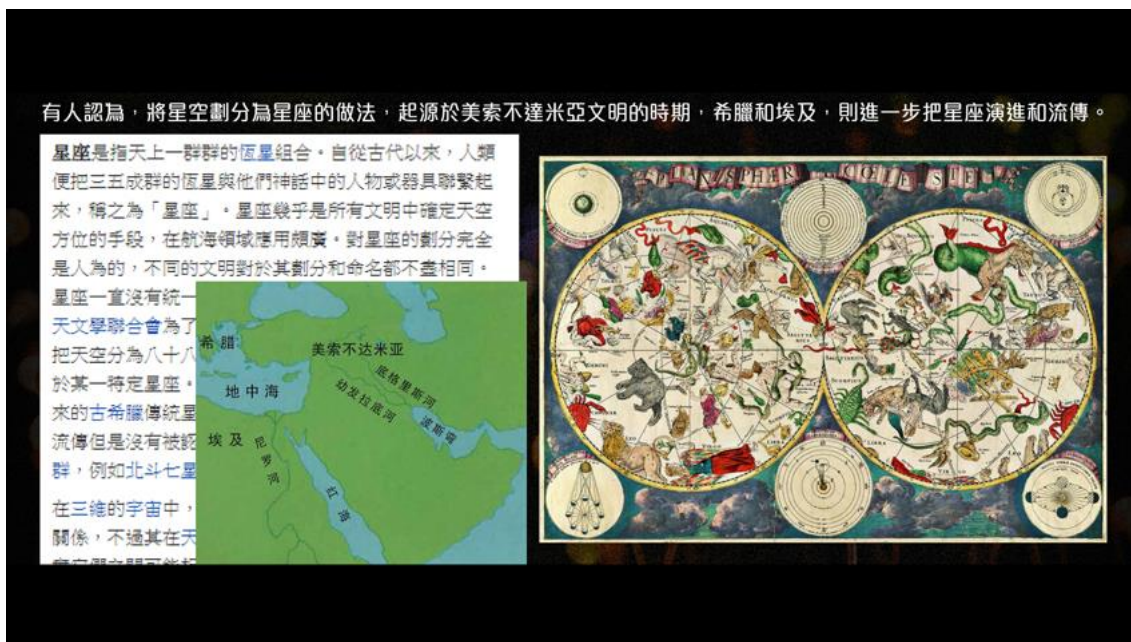 有人認為，將星空劃分為星座的做法，起源於美索不達米亞文明的時期，希臘和埃及，則進一步把星座演進和流傳。
星座是指天上一群群的恆星組合。自從古代以來，人類
便把三五成群的恆星與他們神話中的人物或器具聯繫起
來，稱之為「星座」。星座幾乎是所有文明中確定天空
方位的手段，在航海領域應用頗廣。對星座的劃分完全
是人為的，不同的文明對於其劃分和命名都不盡相同。
星座一直沒有統一
天文學聯合會為了
把天空分為八十八
於某一特定星座。
來的古希臘傳統星
流傳但是沒有被認
群，例如北斗七星
在三維的宇宙中，
關係，不過其在天
希腊
美索不达米亚
地中海
底格里斯河
幼发拉底河
波斯湾
埃及
尼罗河
红海
PLANISPHÆRI COELESTE
SAGITTARIUS
SCORPIUS
LIBRA